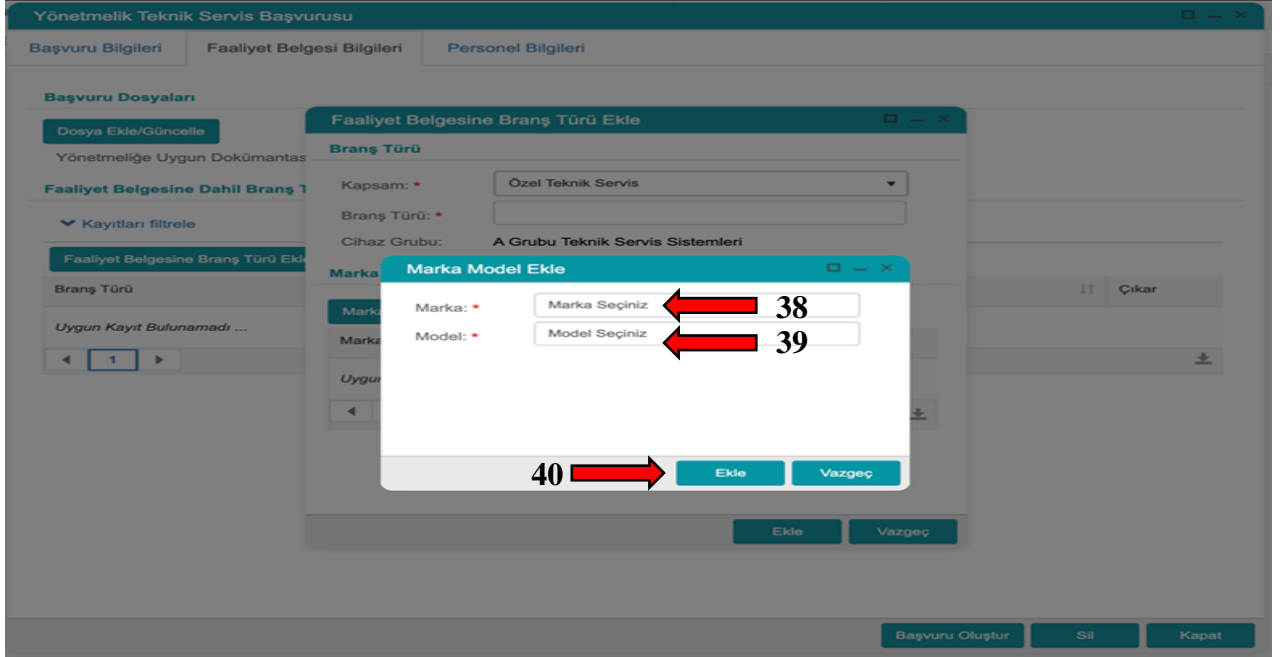 Yönetmelik Teknik Servis Başvurusu
Başvuru Bilgileri Faaliyet Belgesi Bilgileri Personel Bilgileri
Başvuru Dosyaları
Dosya Ekle/Güncelle
Yönetmeliğe Uygun Dokümantas
Faaliyet Belgesine Dahil Branş T
Kayıtları filtrele
Faaliyet Belgesine Branş Türü Ekl
Branş Türü
Çıkar
Uygun Kayıt Bulunamadı ...
1
Faaliyet Belgesine Branş Türü Ekle
Branş Türü
Kapsam: * Özel Teknik Servis
Branş Türü: *
Cihaz Grubu: A Grubu Teknik Servis Sistemleri
Marka
Marka
Marka
Uygun
Marka Model Ekle
Marka: * Marka Seçiniz 38
Model: * Model Seçiniz 39
40 Ekle Vazgeç
Ekle Vazgeç
Başvuru Oluştur Sil Kapat